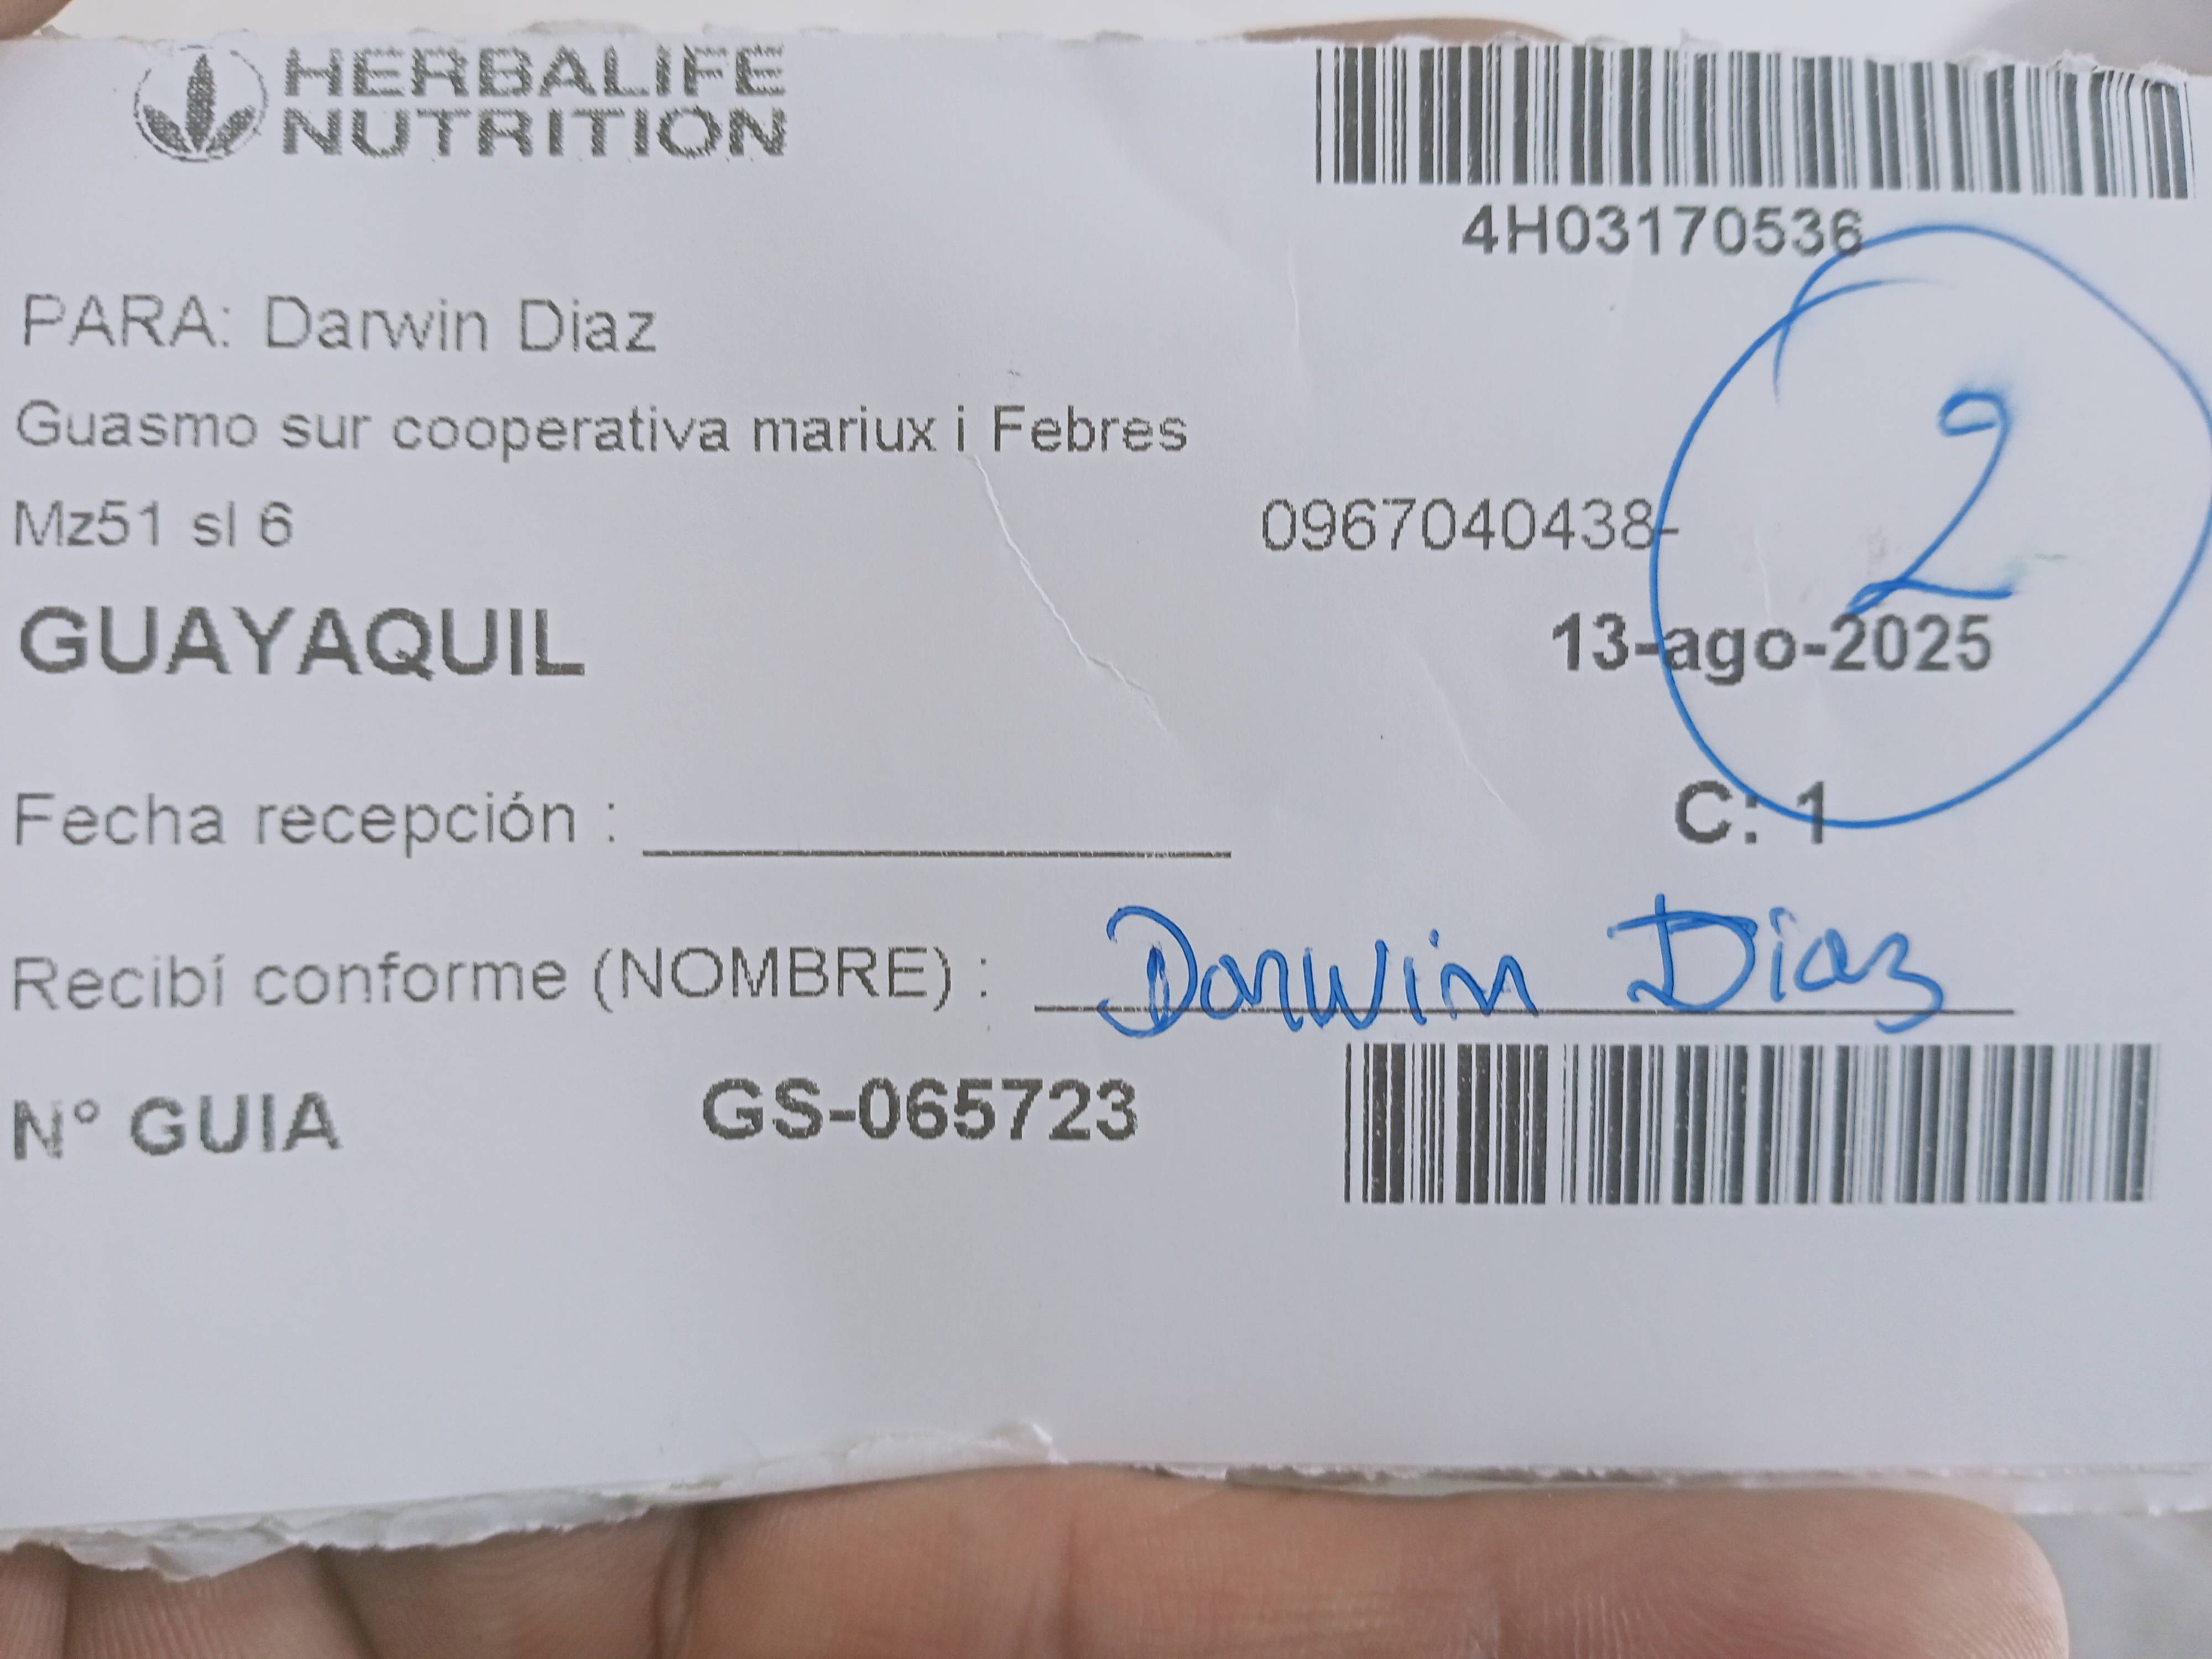 HERBALIFE
NUTRITION
4H03170536
PARA: Darwin Diaz
Guasmo sur cooperativa mariux i Febres
Mz51 sl 6
0967040438-
2
GUAYAQUIL
13-ago-2025
Fecha recepción :
C: 1
Recibí conforme (NOMBRE) : Darwin Diaz
N° GUIA GS-065723